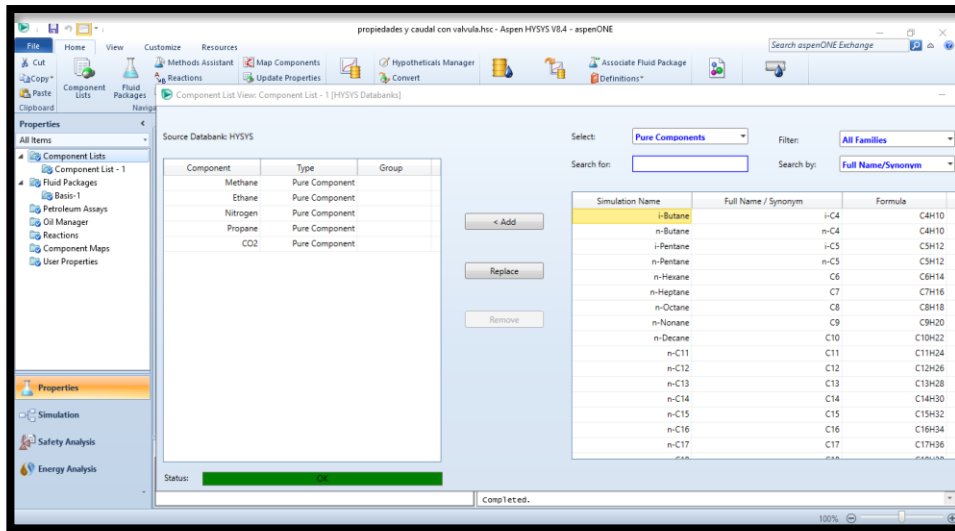 propiedades y caudal con valvula.hsc - Aspen HYSYS V8.4 - aspenONE
File Home View Customize Resources
Search aspenONE Exchange
Cut
Copy
Paste
Clipboard
Component Lists
Fluid Packages
Methods Assistant
Reactions
Map Components
Update Properties
Hypotheticals Manager
Convert
Associate Fluid Package
Definitions
Component List View: Component List - 1 [HYSYS Databanks]
Properties
All Items
Component Lists
Component List - 1
Fluid Packages
Basis-1
Petroleum Assays
Oil Manager
Reactions
Component Maps
User Properties
Properties
Simulation
Safety Analysis
Energy Analysis
Source Databank: HYSYS
Component Type Group
Methane Pure Component
Ethane Pure Component
Nitrogen Pure Component
Propane Pure Component
CO2 Pure Component
Status: OK
< Add
Replace
Remove
Select: Pure Components Filter: All Families
Search for: Search by: Full Name/Synonym
Simulation Name Full Name / Synonym Formula
i-Butane i-C4 C4H10
n-Butane n-C4 C4H10
i-Pentane i-C5 C5H12
n-Pentane n-C5 C5H12
n-Hexane C6 C6H14
n-Heptane C7 C7H16
n-Octane C8 C8H18
n-Nonane C9 C9H20
n-Decane C10 C10H22
n-C11 C11 C11H24
n-C12 C12 C12H26
n-C13 C13 C13H28
n-C14 C14 C14H30
n-C15 C15 C15H32
n-C16 C16 C16H34
n-C17 C17 C17H36
Completed.
100%